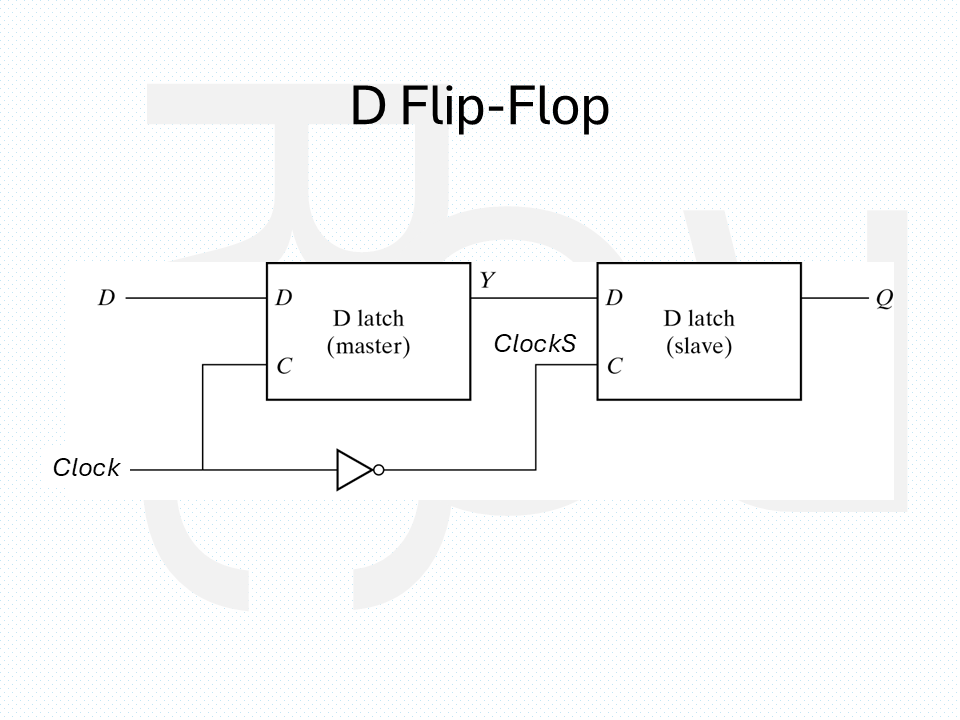 D Flip-Flop
D
D
D latch
(master)
C
Y
ClockS
D
D latch
(slave)
C
Q
Clock